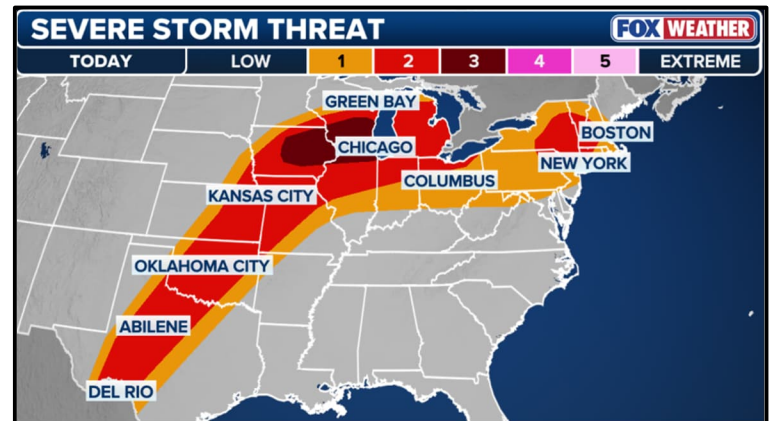 SEVERE STORM THREAT
FOX WEATHER
TODAY LOW 1 2 3 4 5 EXTREME
GREEN BAY
BOSTON
CHICAGO
NEW YORK
COLUMBUS
KANSAS CITY
OKLAHOMA CITY
ABILENE
DEL RIO